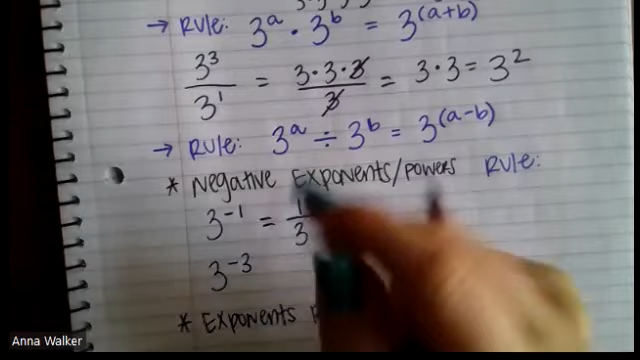 → Rule: 3^a · 3^b = 3^(a+b)
3^3 / 3^1 = 3·3·3 / 3 = 3·3 = 3^2
→ Rule: 3^a ÷ 3^b = 3^(a-b)
* Negative Exponents/powers Rule:
3^-1 = 1/3
3^-3
* Exponents
Anna Walker